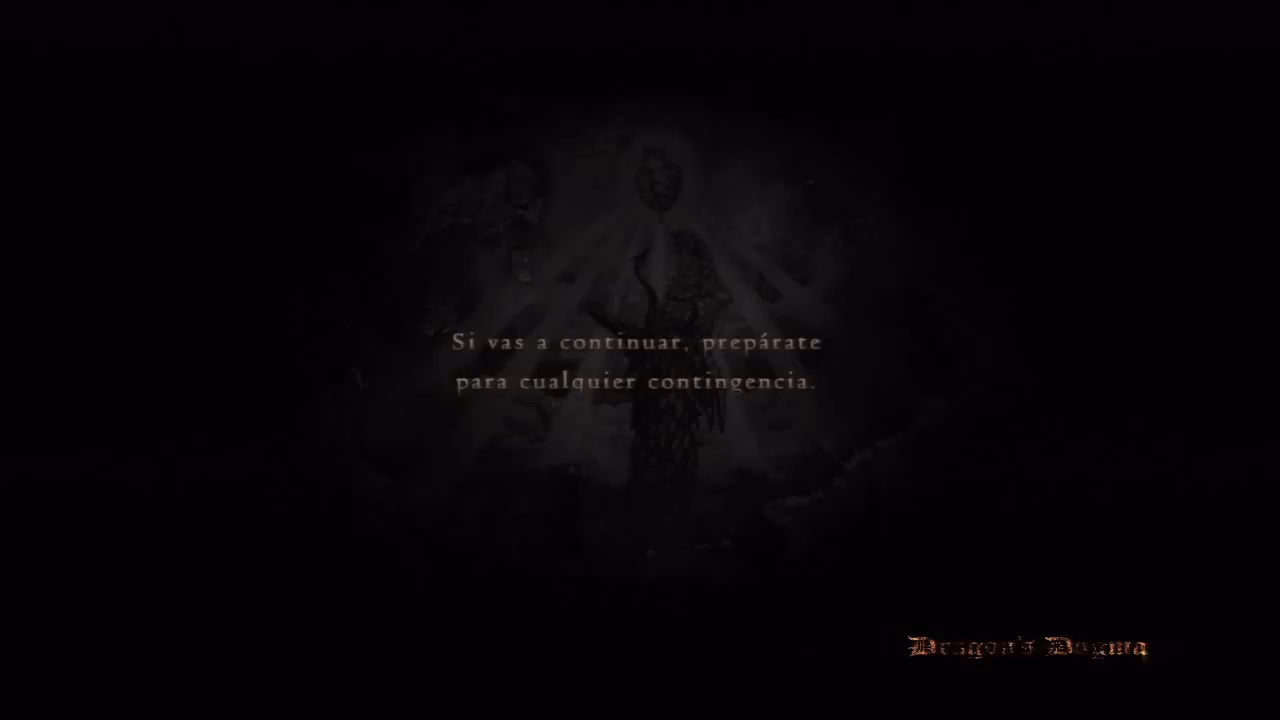 Si vas a continuar, prepárate
para cualquier contingencia.
Dragon's Dogma